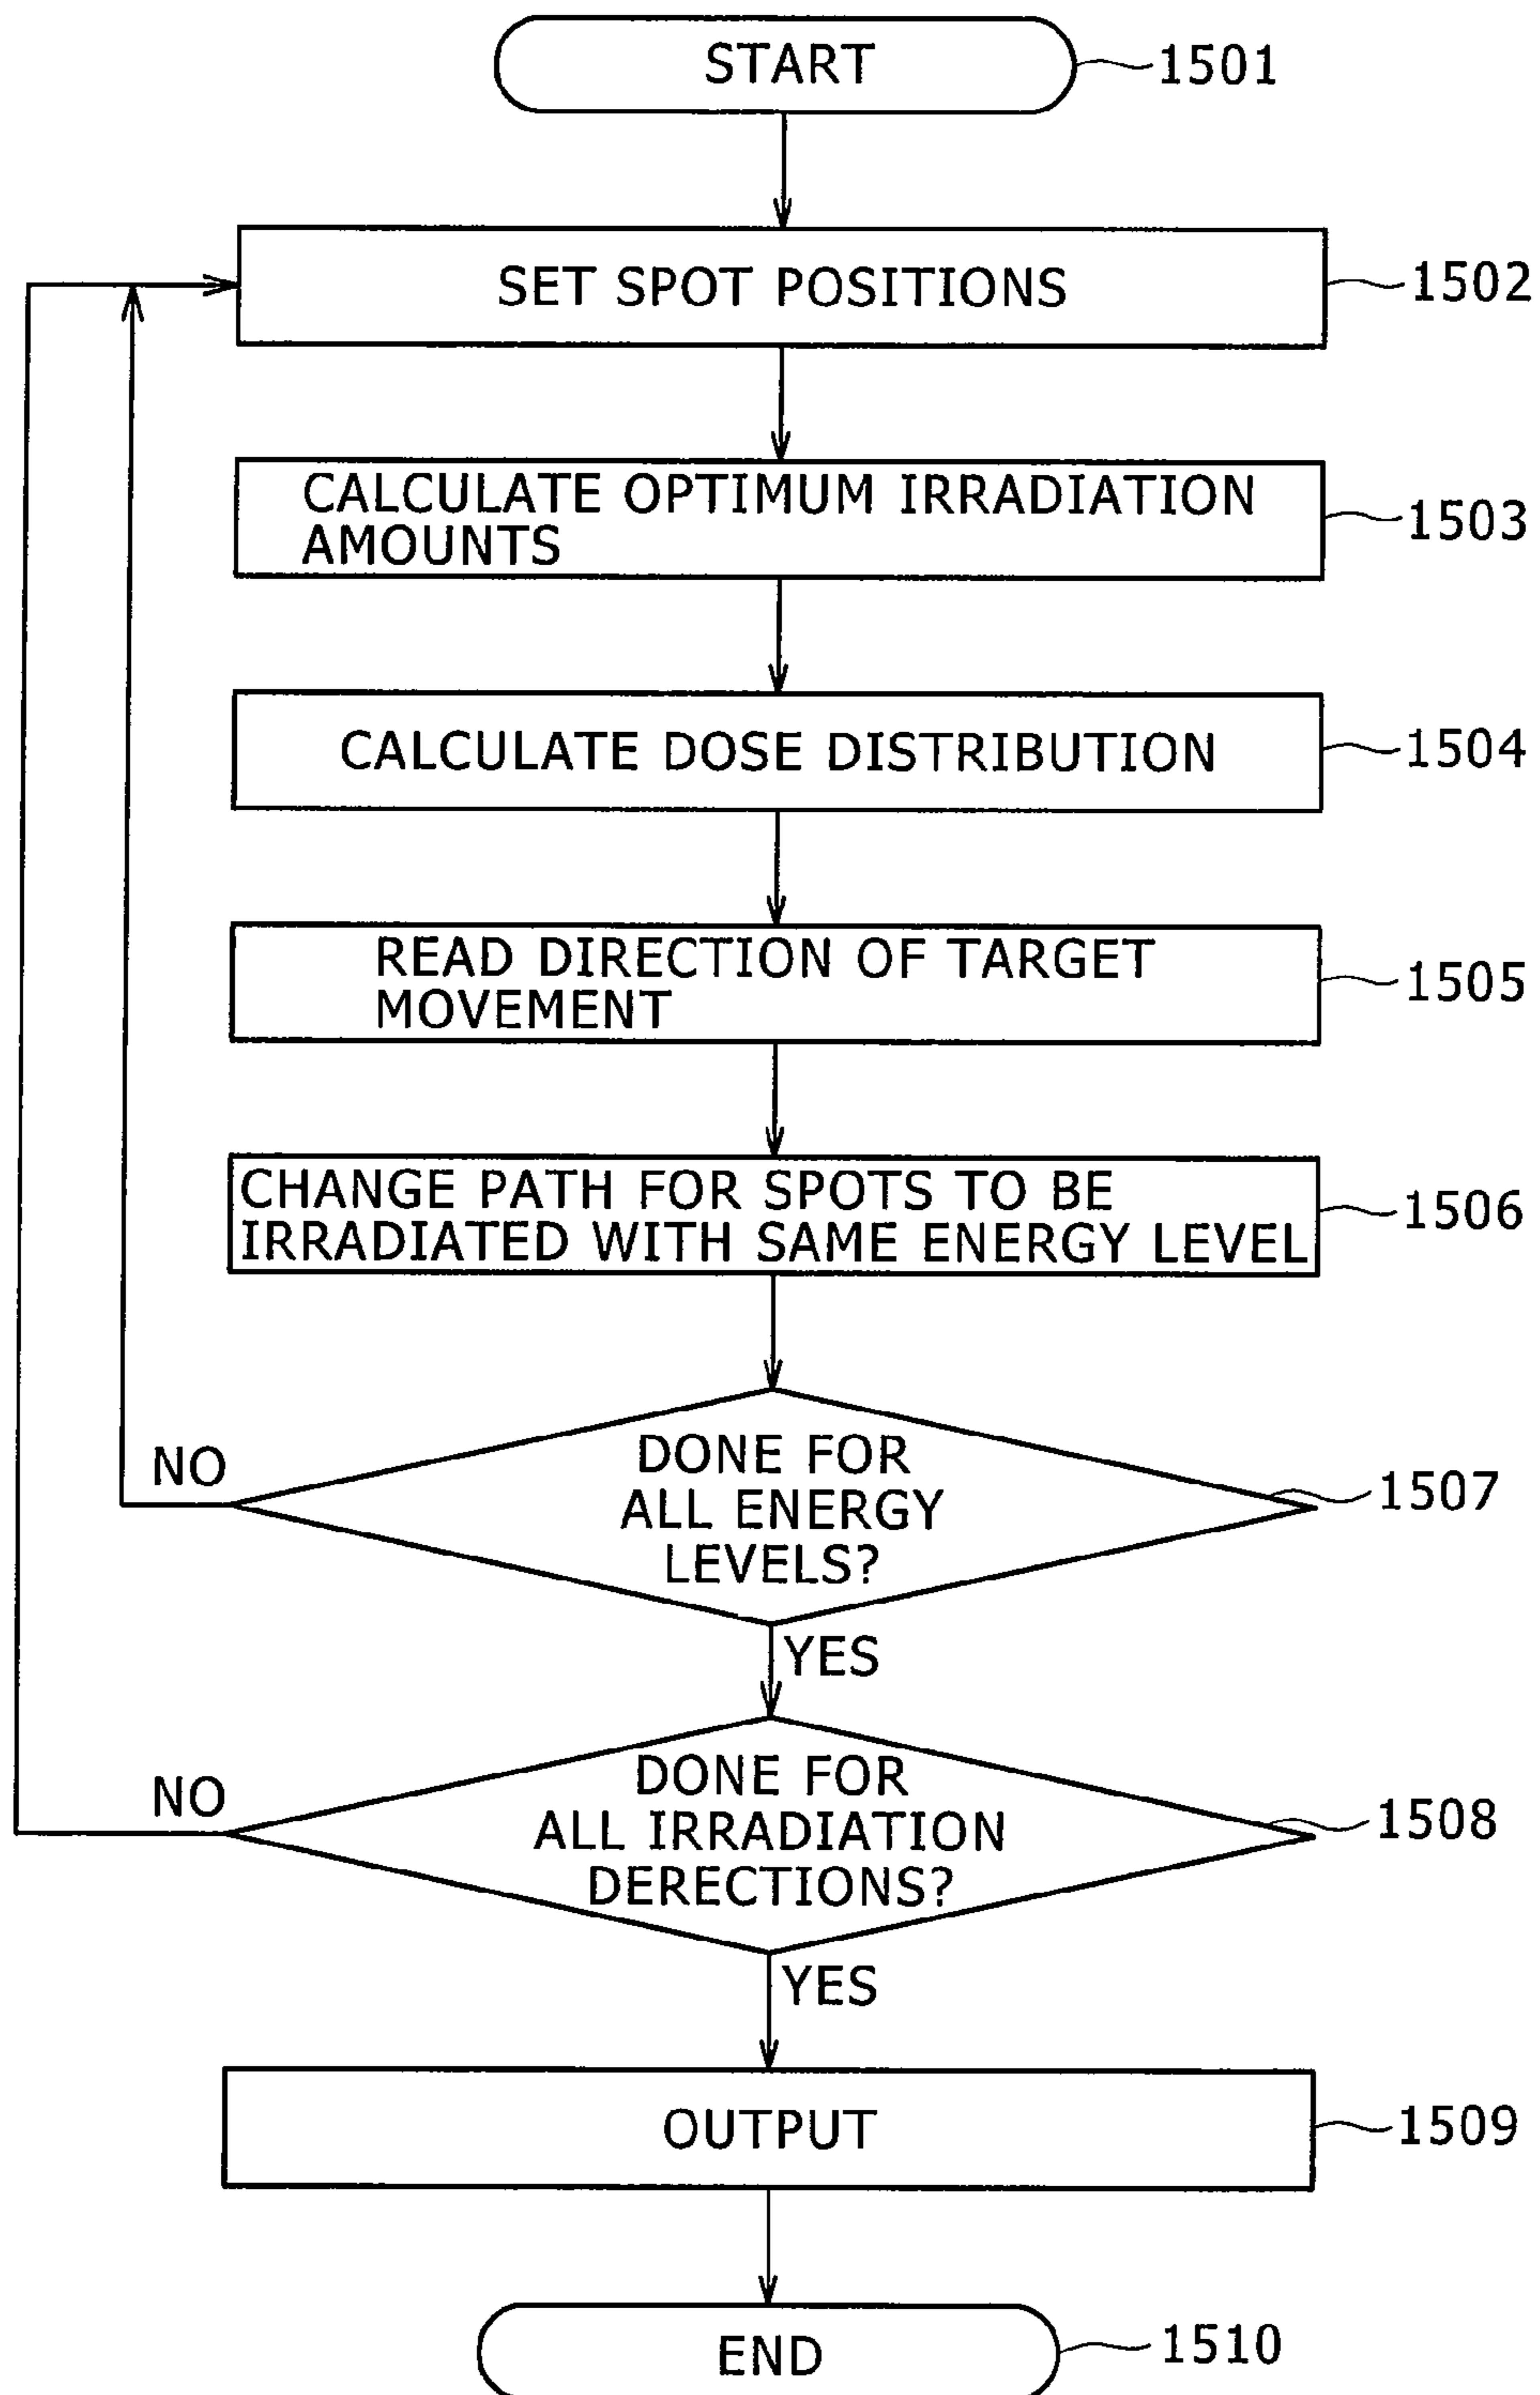 START
1501
SET SPOT POSITIONS
1502
CALCULATE OPTIMUM IRRADIATION
AMOUNTS
1503
CALCULATE DOSE DISTRIBUTION
1504
READ DIRECTION OF TARGET
MOVEMENT
1505
CHANGE PATH FOR SPOTS TO BE
IRRADIATED WITH SAME ENERGY LEVEL
1506
NO
DONE FOR
ALL ENERGY
LEVELS?
1507
YES
NO
DONE FOR
ALL IRRADIATION
DERECTIONS?
1508
YES
OUTPUT
1509
END
1510